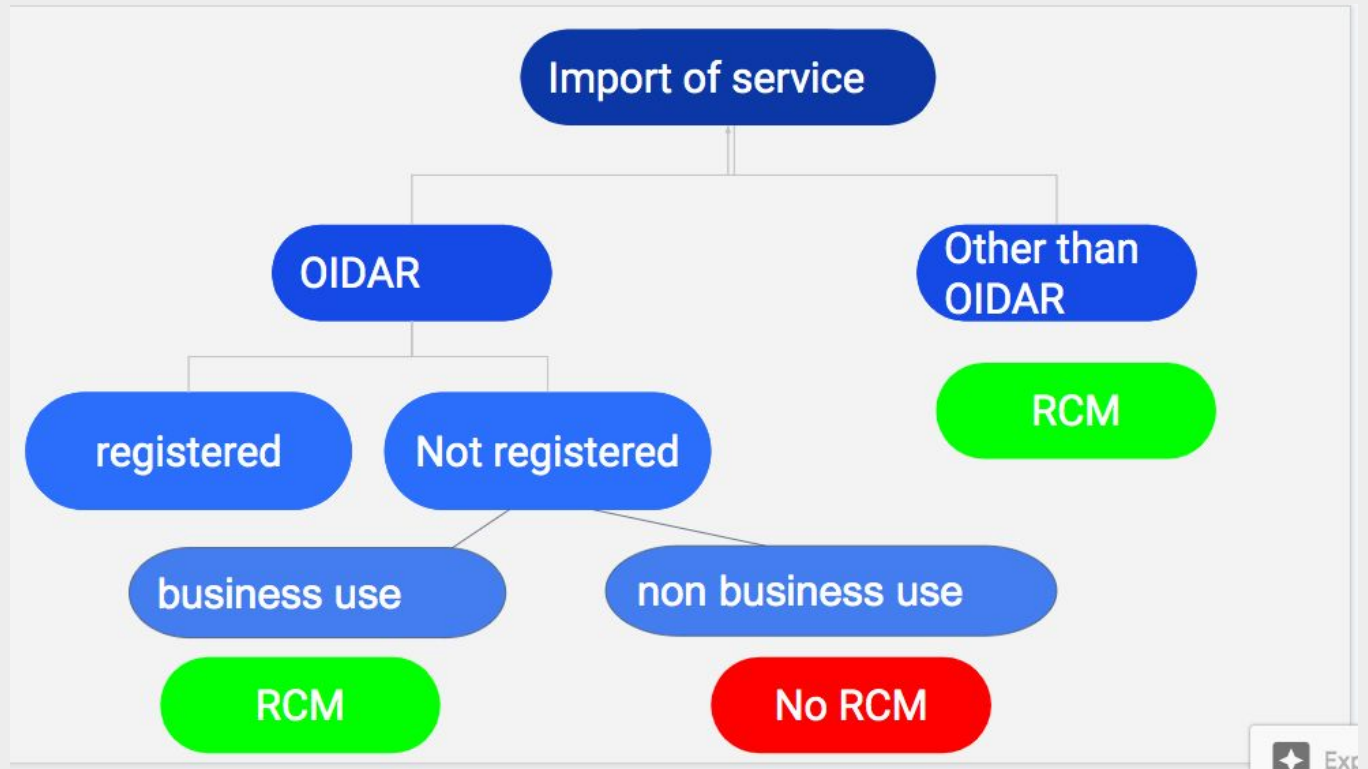 Import of service
OIDAR
Other than
OIDAR
RCM
registered
Not registered
business use
non business use
RCM
No RCM